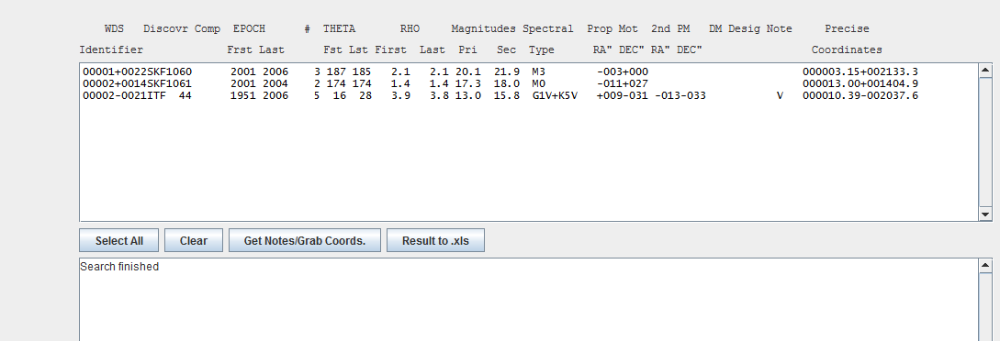 WDS Discovr Comp EPOCH # THETA RHO Magnitudes Spectral Prop Mot 2nd PM DM Desig Note Precise
Identifier Frst Last Fst Lst First Last Pri Sec Type RA" DEC" RA" DEC" Coordinates
00001+0022SKF1060 2001 2006 3 187 185 2.1 2.1 20.1 21.9 M3 -003+000 000003.15+002133.3
00002+0014SKF1061 2001 2004 2 174 174 1.4 1.4 17.3 18.0 M0 -011+027 000013.00+001404.9
00002-0021ITF 44 1951 2006 5 16 28 3.9 3.8 13.0 15.8 G1V+K5V +009-031 -013-033 V 000010.39-002037.6
Select All Clear Get Notes/Grab Coords. Result to .xls
Search finished